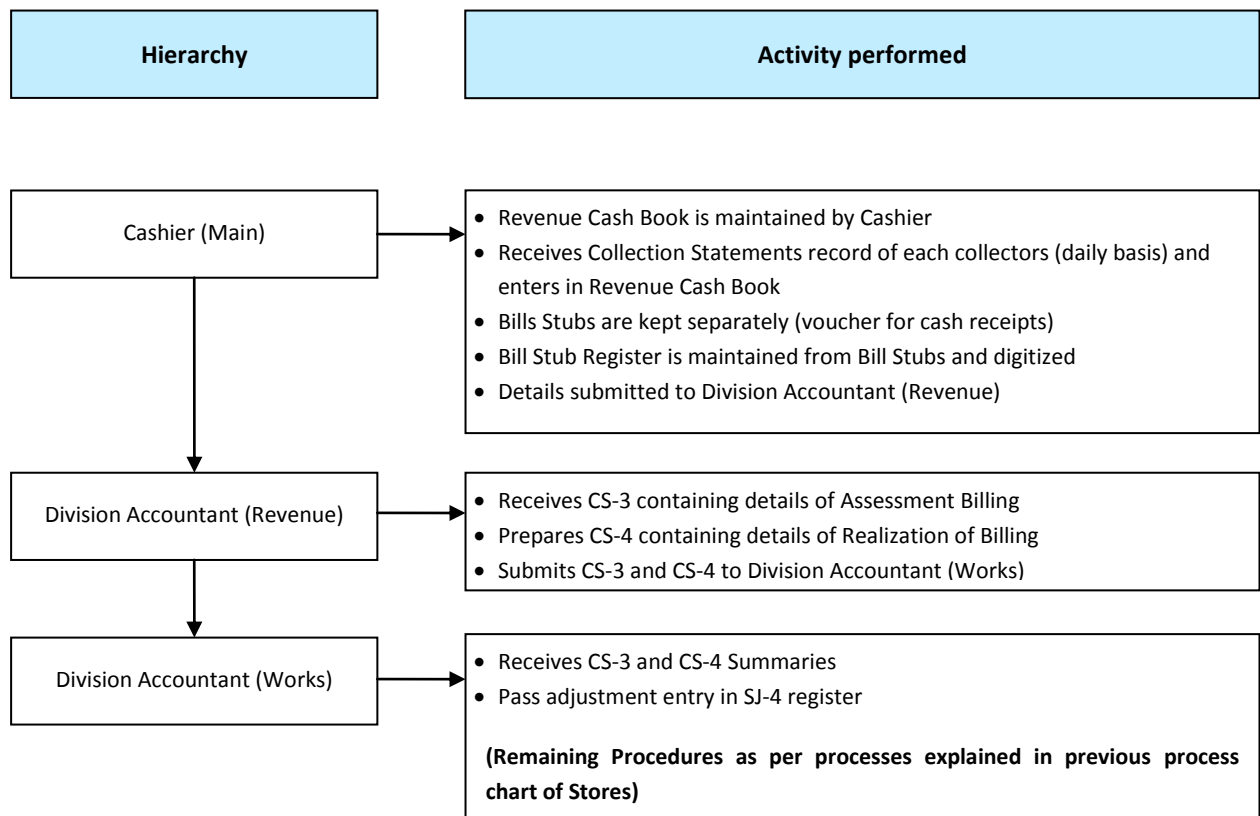 Hierarchy
Activity performed
Cashier (Main)
• Revenue Cash Book is maintained by Cashier
• Receives Collection Statements record of each collectors (daily basis) and
enters in Revenue Cash Book
• Bills Stubs are kept separately (voucher for cash receipts)
• Bill Stub Register is maintained from Bill Stubs and digitized
• Details submitted to Division Accountant (Revenue)
Division Accountant (Revenue)
• Receives CS-3 containing details of Assessment Billing
• Prepares CS-4 containing details of Realization of Billing
• Submits CS-3 and CS-4 to Division Accountant (Works)
Division Accountant (Works)
• Receives CS-3 and CS-4 Summaries
• Pass adjustment entry in SJ-4 register
(Remaining Procedures as per processes explained in previous process
chart of Stores)